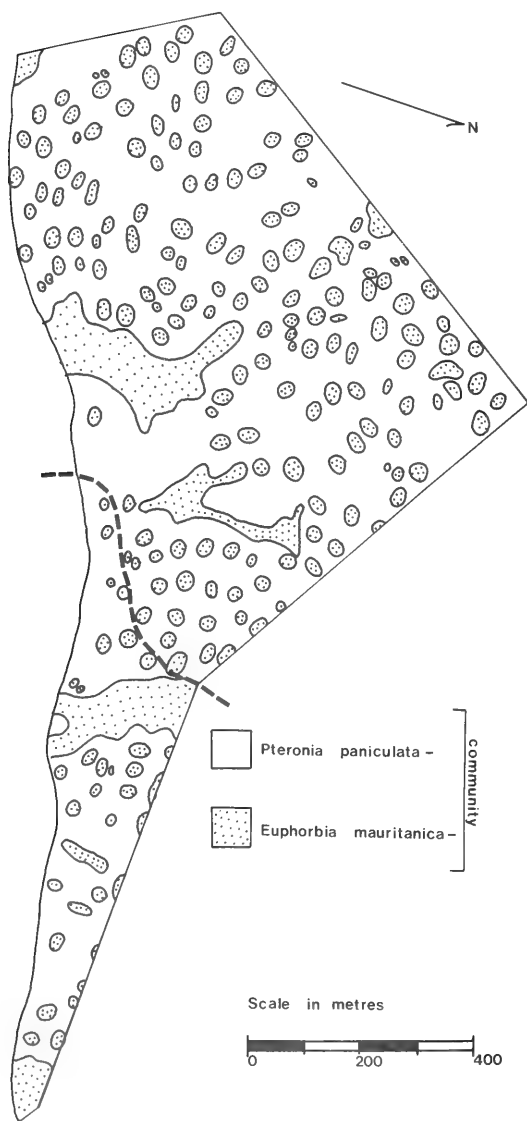 N
Pteronia paniculata –
Euphorbia mauritanica –
community
Scale in metres
0 200 400